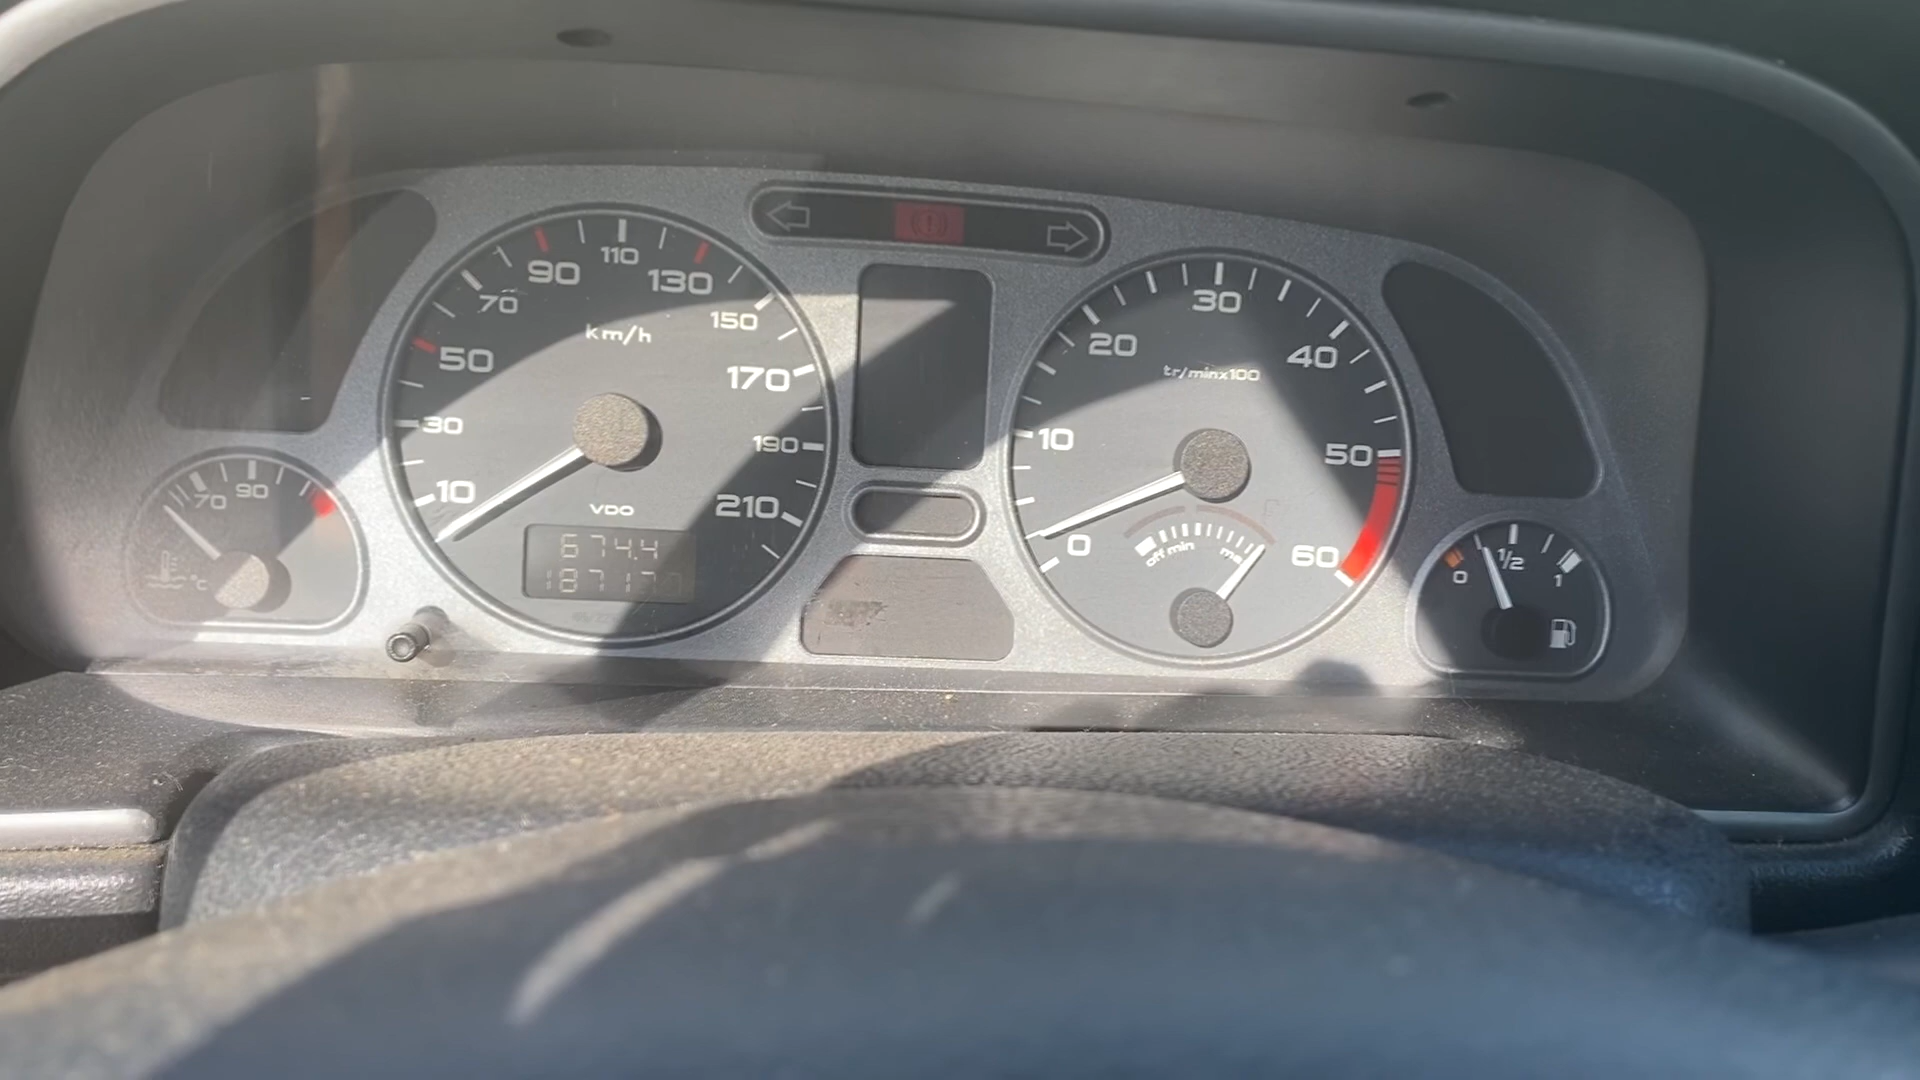 10 30 50 70 90 110 130 150 170 190 210
km/h
VDO
674.4
70 90
°C
0 10 20 30 40 50 60
tr/minx100
off min
0 1/2 1